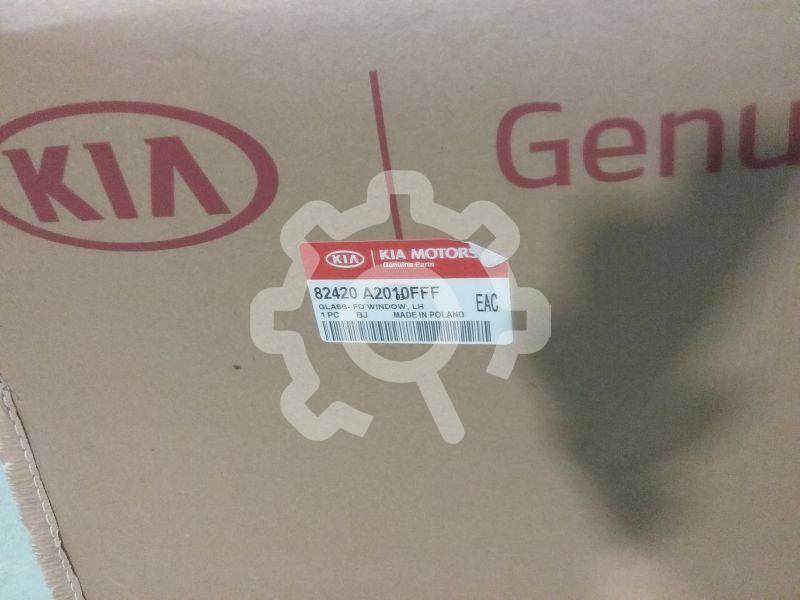 KIA
Genu
KIA
KIA MOTORS
Genuine Parts
82420 A2010FFF
GLASS- FD WINDOW, LH
EAC
1 PC BJ MADE IN POLAND